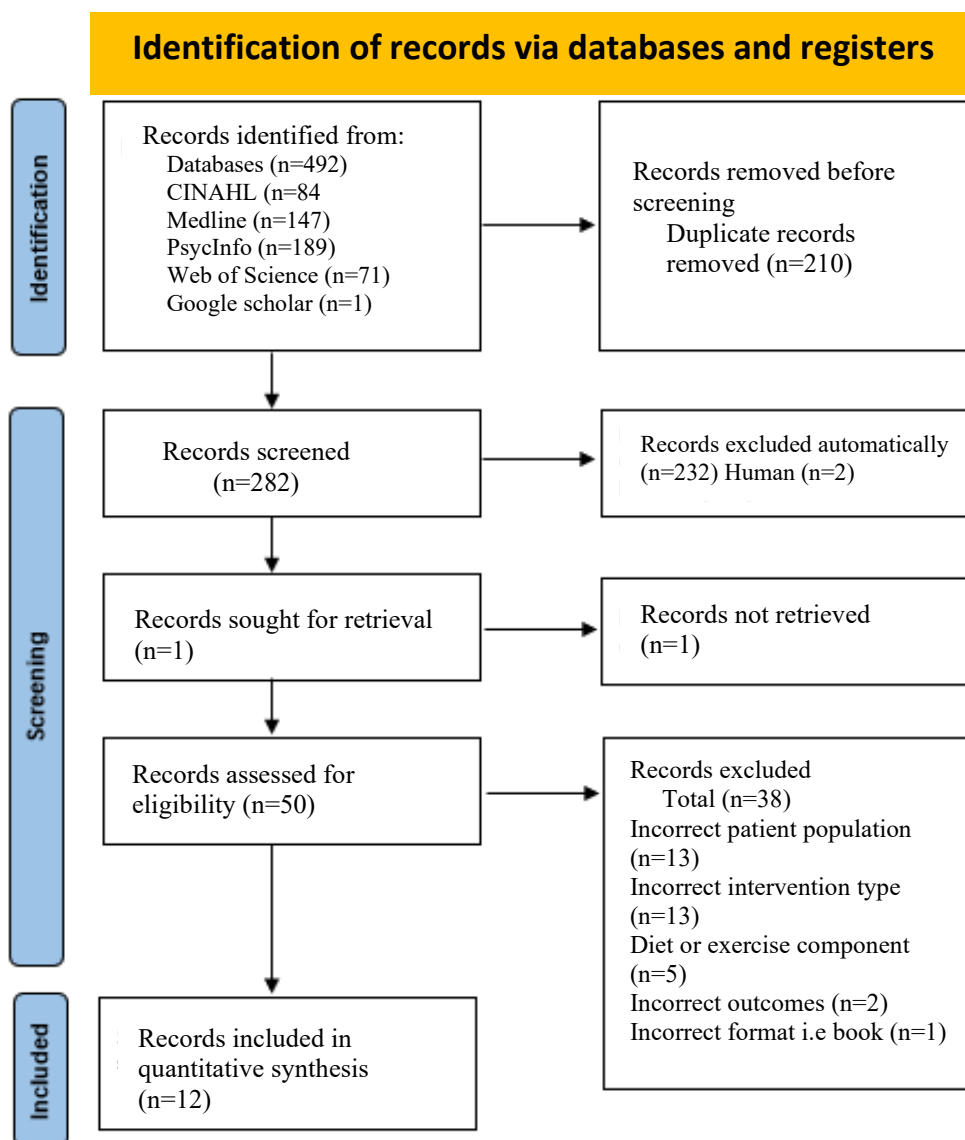 Identification of records via databases and registers
Identification
Records identified from:
Databases (n=492)
CINAHL (n=84
Medline (n=147)
PsycInfo (n=189)
Web of Science (n=71)
Google scholar (n=1)
Records removed before
screening
Duplicate records
removed (n=210)
Screening
Records screened
(n=282)
Records excluded automatically
(n=232) Human (n=2)
Records sought for retrieval
(n=1)
Records not retrieved
(n=1)
Records assessed for
eligibility (n=50)
Records excluded
Total (n=38)
Incorrect patient population
(n=13)
Incorrect intervention type
(n=13)
Diet or exercise component
(n=5)
Incorrect outcomes (n=2)
Incorrect format i.e book (n=1)
Included
Records included in
quantitative synthesis
(n=12)